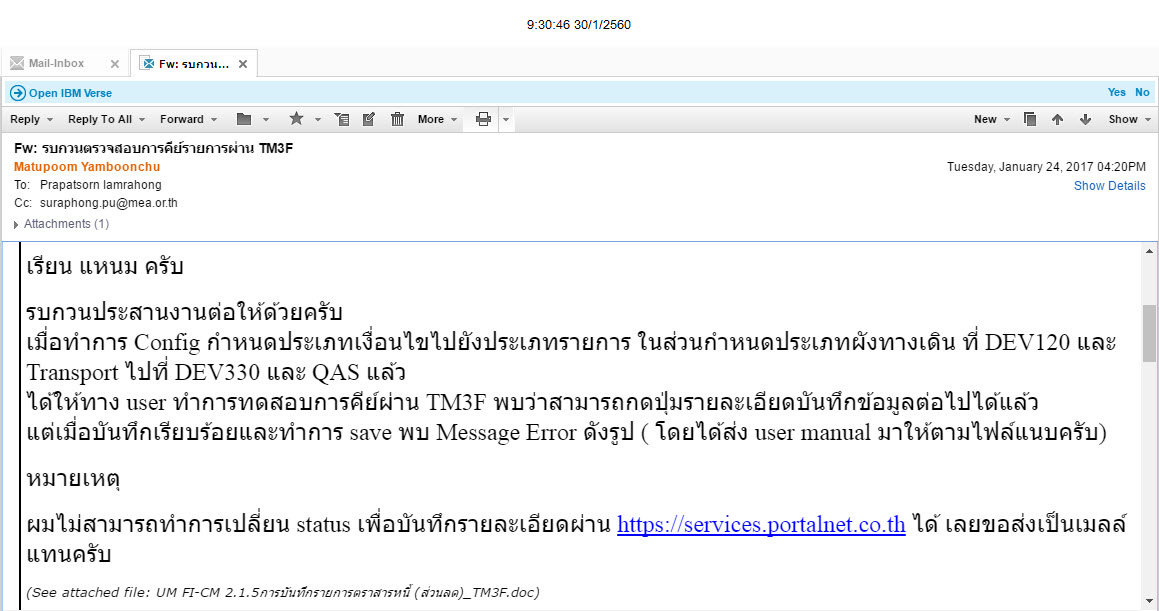 9:30:46 30/1/2560
Mail-Inbox
Fw: รบกวน...
Open IBM Verse
Yes No
Reply Reply To All Forward More New Show
Fw: รบกวนตรวจสอบการคีย์รายการผ่าน TM3F
Matupoom Yamboonchu
Tuesday, January 24, 2017 04:20PM
To: Prapatsorn Iamrahong
Show Details
Cc: suraphong.pu@mea.or.th
Attachments (1)
เรียน แหนม ครับ
รบกวนประสานงานต่อให้ด้วยครับ
เมื่อทำการ Config กำหนดประเภทเงื่อนไขไปยังประเภทรายการ ในส่วนกำหนดประเภทผังทางเดิน ที่ DEV120 และ
Transport ไปที่ DEV330 และ QAS แล้ว
ได้ให้ทาง user ทำการทดสอบการคีย์ผ่าน TM3F พบว่าสามารถกดปุ่มรายละเอียดบันทึกข้อมูลต่อไปได้แล้ว
แต่เมื่อบันทึกเรียบร้อยและทำการ save พบ Message Error ดังรูป ( โดยได้ส่ง user manual มาให้ตามไฟล์แนบครับ)
หมายเหตุ
ผมไม่สามารถทำการเปลี่ยน status เพื่อบันทึกรายละเอียดผ่าน https://services.portalnet.co.th ได้ เลยขอส่งเป็นเมลล์
แทนครับ
(See attached file: UM FI-CM 2.1.5การบันทึกรายการตราสารหนี้ (ส่วนลด)_TM3F.doc)